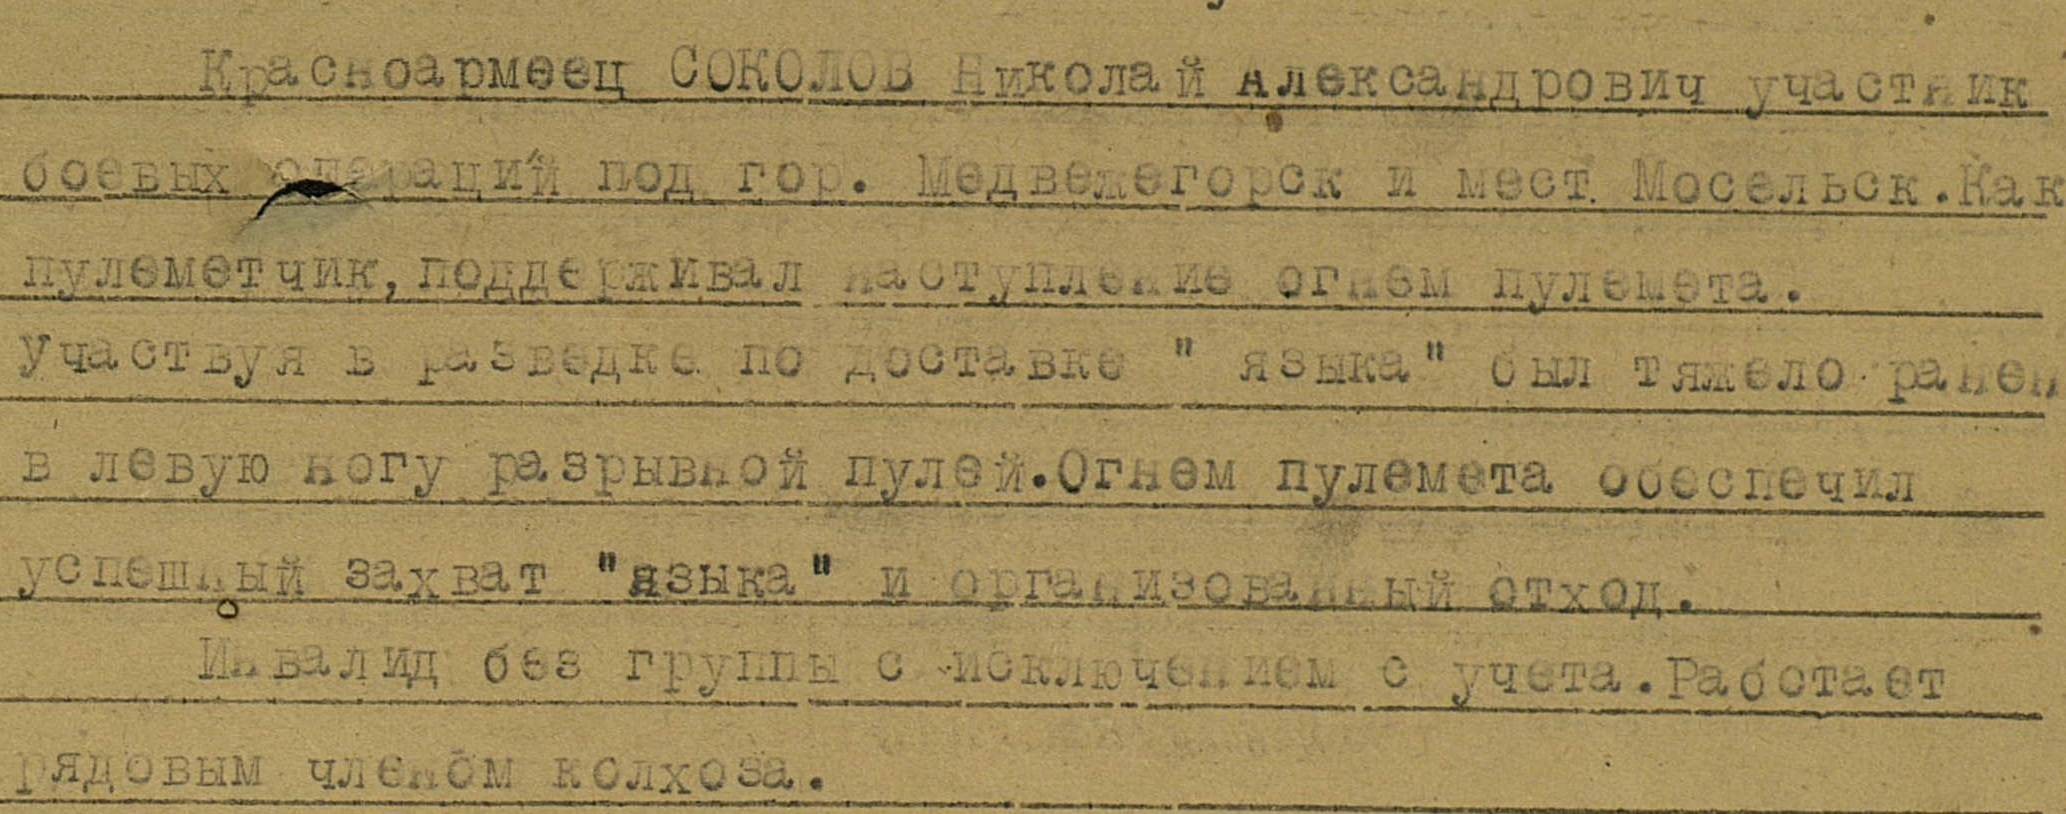 Красноармеец СОКОЛОВ Николай Александрович участник
боевых операций под гор. Медвежегорск и мест. Мосельск.Как
пулеметчик,поддерживал наступление огнем пулемета.
Участвуя в разведке по доставке " языка" был тяжело ранен
в левую ногу разрывной пулей.Огнем пулемета обеспечил
успешный захват "языка" и организованный отход.
Инвалид без группы с исключением с учета.Работает
рядовым членом колхоза.